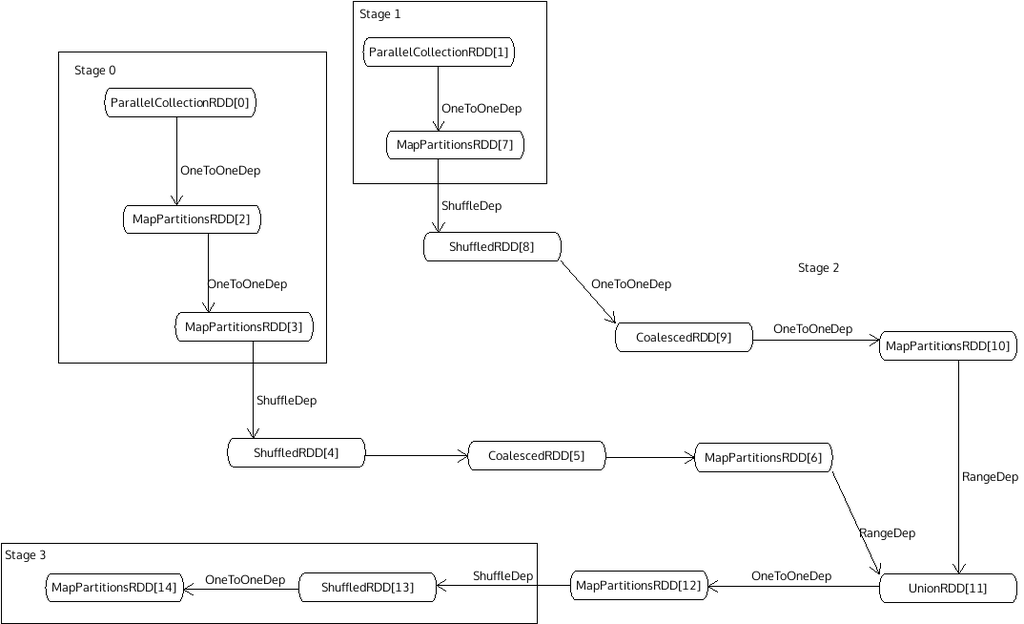 Stage 1
ParallelCollectionRDD[1]
OneToOneDep
MapPartitionsRDD[7]
ShuffleDep
ShuffledRDD[8]
Stage 0
ParallelCollectionRDD[0]
OneToOneDep
MapPartitionsRDD[2]
OneToOneDep
MapPartitionsRDD[3]
ShuffleDep
Stage 2
OneToOneDep
CoalescedRDD[9]
OneToOneDep
MapPartitionsRDD[10]
ShuffledRDD[4]
CoalescedRDD[5]
MapPartitionsRDD[6]
RangeDep
RangeDep
Stage 3
MapPartitionsRDD[14]
OneToOneDep
ShuffledRDD[13]
ShuffleDep
MapPartitionsRDD[12]
OneToOneDep
UnionRDD[11]